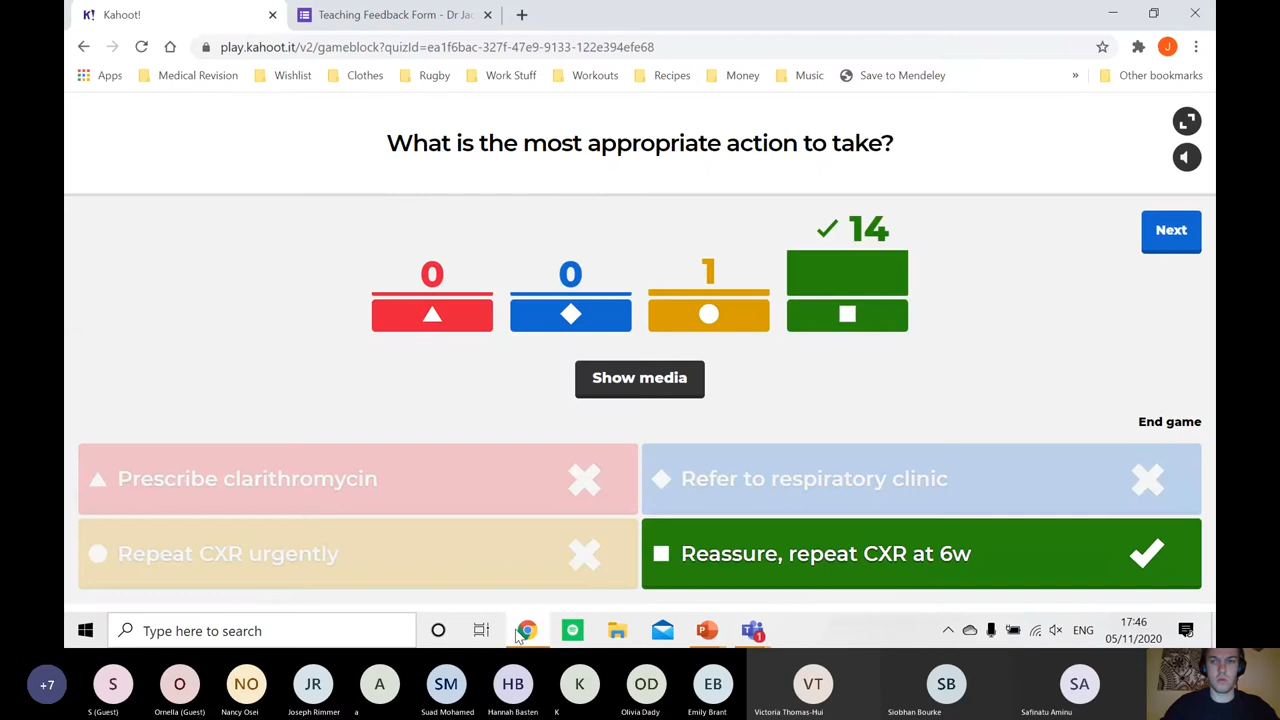 K! Kahoot!
Teaching Feedback Form - Dr Jac
play.kahoot.it/v2/gameblock?quizId=ea1f6bac-327f-47e9-9133-122e394efe68
J
Apps Medical Revision Wishlist Clothes Rugby Work Stuff Workouts Recipes Money Music Save to Mendeley » Other bookmarks
What is the most appropriate action to take?
Next
0 0 1 14
Show media
End game
Prescribe clarithromycin
Refer to respiratory clinic
Repeat CXR urgently
Reassure, repeat CXR at 6w
Type here to search
P
1
ENG
17:46
05/11/2020
+7 S O NO JR A SM HB K OD EB VT SB SA
S (Guest) Ornella (Guest) Nancy Osei Joseph Rimmer a Suad Mohamed Hannah Basten K Olivia Dady Emily Brant Victoria Thomas-Hui Siobhan Bourke Safinatu Aminu